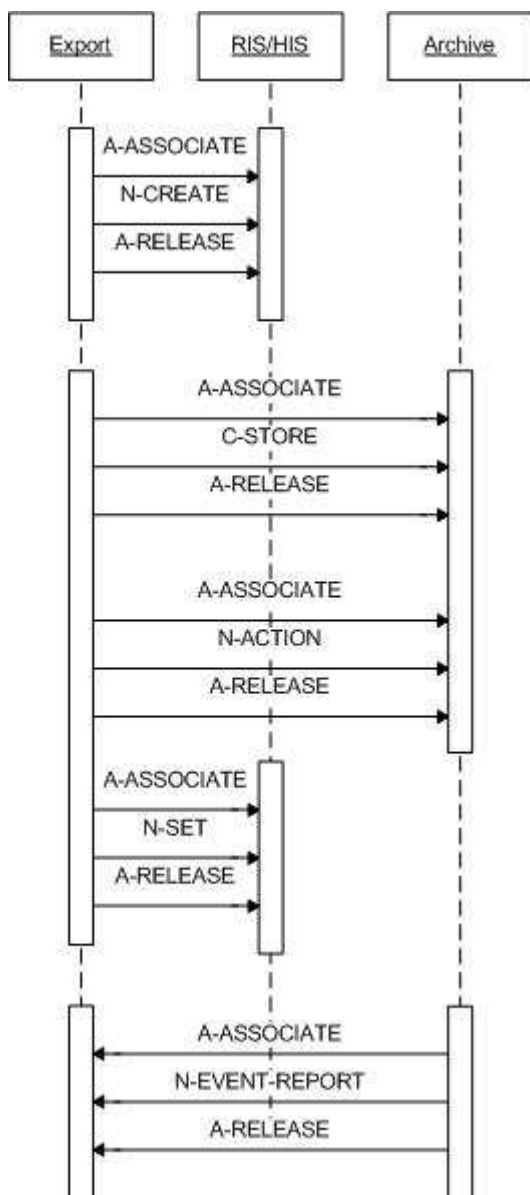 Export
RIS/HIS
Archive
A-ASSOCIATE
N-CREATE
A-RELEASE
A-ASSOCIATE
C-STORE
A-RELEASE
A-ASSOCIATE
N-ACTION
A-RELEASE
A-ASSOCIATE
N-SET
A-RELEASE
A-ASSOCIATE
N-EVENT-REPORT
A-RELEASE